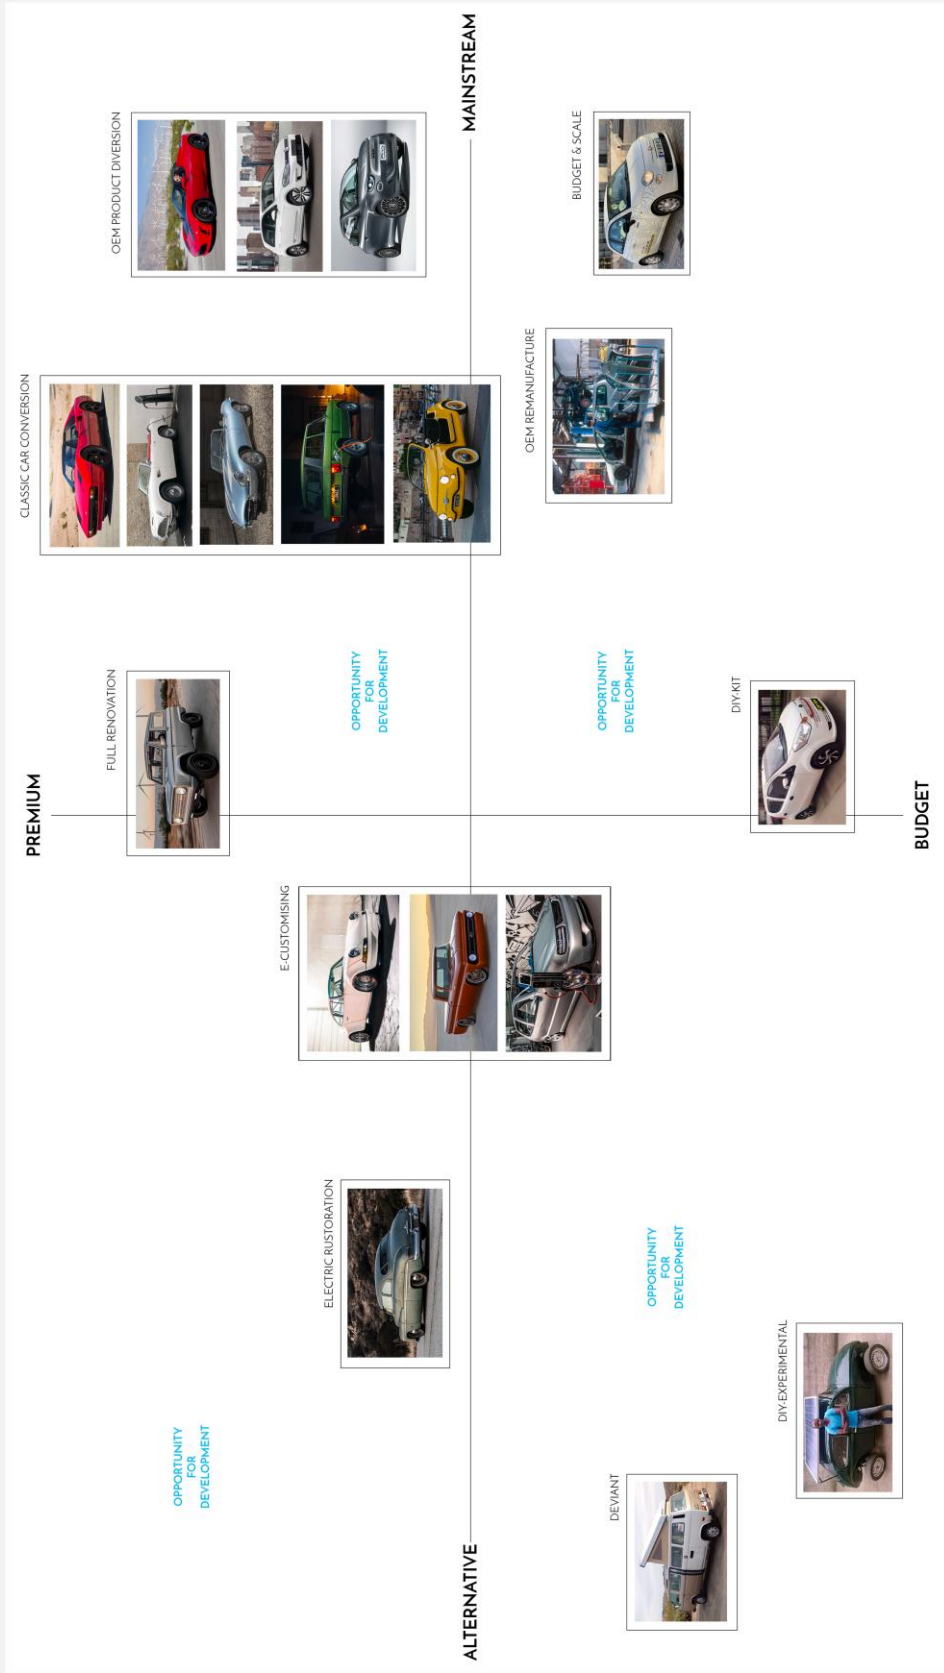 PREMIUM
CLASSIC CAR CONVERSION
OEM PRODUCT DIVERSION
FULL RENOVATION
E-CUSTOMISING
ELECTRIC RUSTORATION
OPPORTUNITY
FOR
DEVELOPMENT
OPPORTUNITY
FOR
DEVELOPMENT
ALTERNATIVE
MAINSTREAM
OEM REMANUFACTURE
BUDGET & SCALE
OPPORTUNITY
FOR
DEVELOPMENT
OPPORTUNITY
FOR
DEVELOPMENT
DEVIANT
DIY-KIT
DIY-EXPERIMENTAL
BUDGET